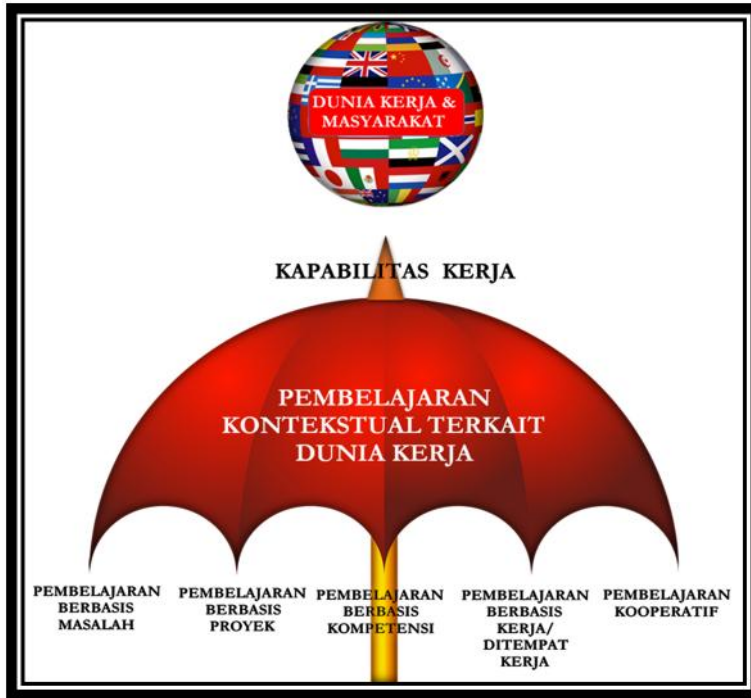 DUNIA KERJA &
MASYARAKAT
KAPABILITAS KERJA
PEMBELAJARAN
KONTEKSTUAL TERKAIT
DUNIA KERJA
PEMBELAJARAN
BERBASIS
MASALAH
PEMBELAJARAN
BERBASIS
PROYEK
PEMBELAJARAN
BERBASIS
KOMPETENSI
PEMBELAJARAN
BERBASIS
KERJA/
DITEMPAT
KERJA
PEMBELAJARAN
KOOPERATIF